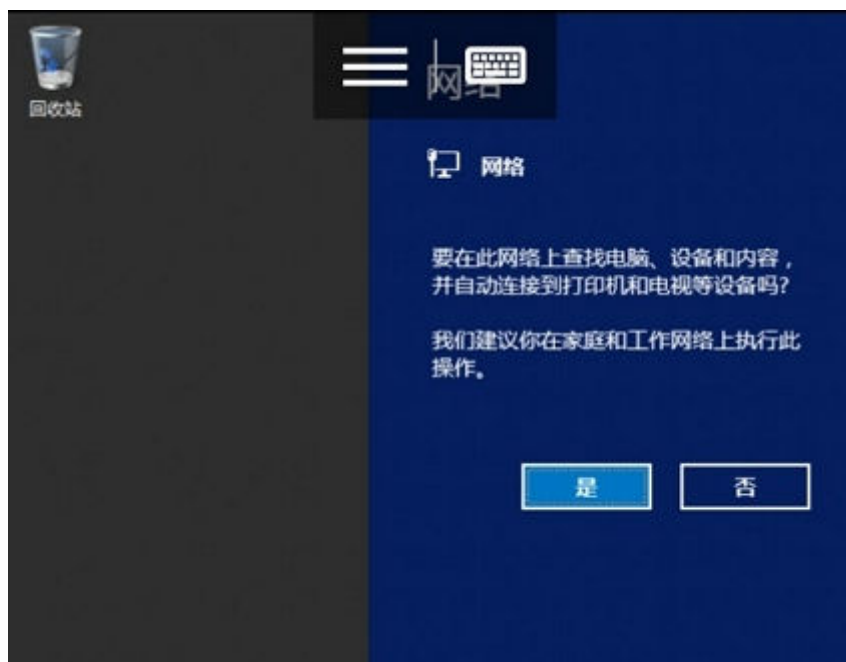 回收站
网络
网络
要在此网络上查找电脑、设备和内容，
并自动连接到打印机和电视等设备吗?
我们建议你在家庭和工作网络上执行此
操作。
是
否